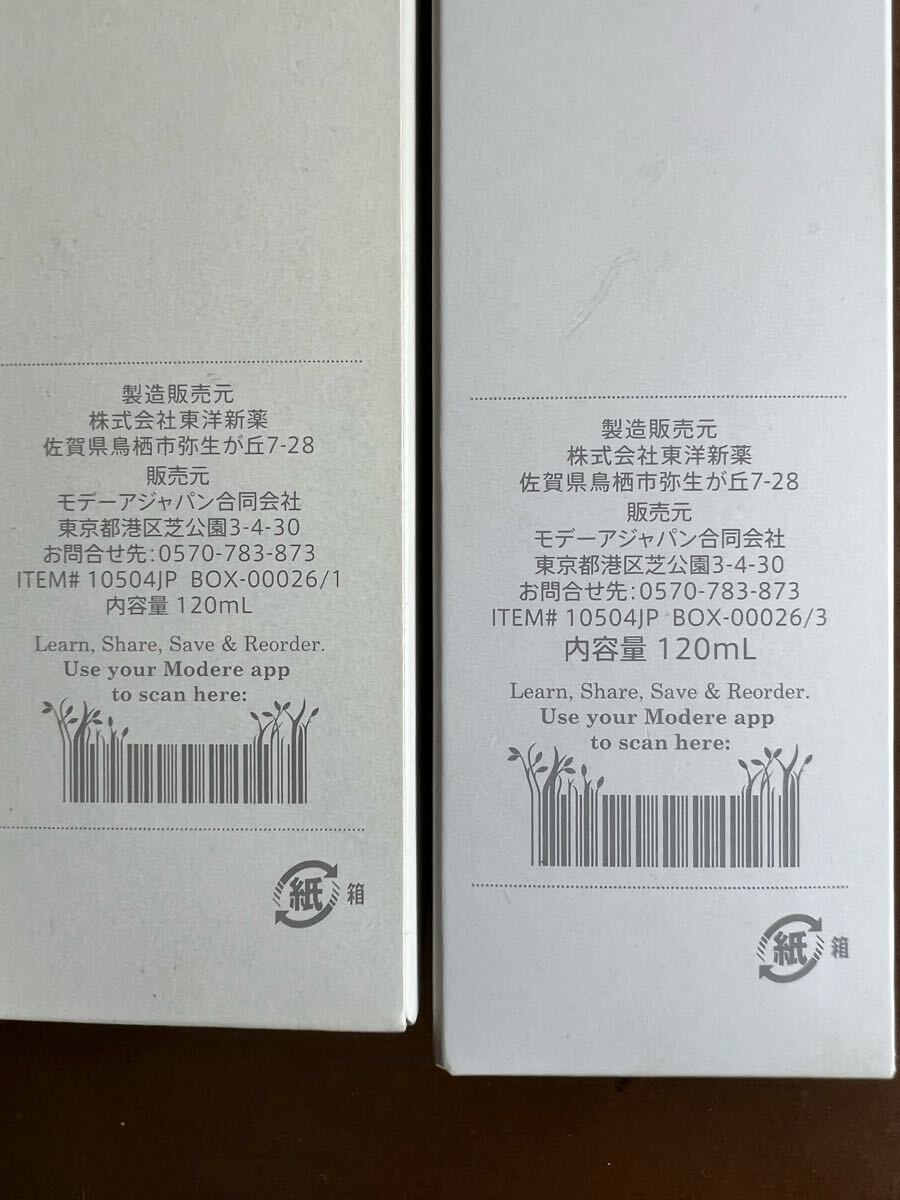 製造販売元
株式会社東洋新薬
佐賀県鳥栖市弥生が丘7-28
販売元
モデーアジャパン合同会社
東京都港区芝公園3-4-30
お問合せ先:0570-783-873
ITEM# 10504JP BOX-00026/1
内容量 120mL
Learn, Share, Save & Reorder.
Use your Modere app
to scan here:
紙 箱
製造販売元
株式会社東洋新薬
佐賀県鳥栖市弥生が丘7-28
販売元
モデーアジャパン合同会社
東京都港区芝公園3-4-30
お問合せ先:0570-783-873
ITEM# 10504JP BOX-00026/3
内容量 120mL
Learn, Share, Save & Reorder.
Use your Modere app
to scan here:
紙 箱